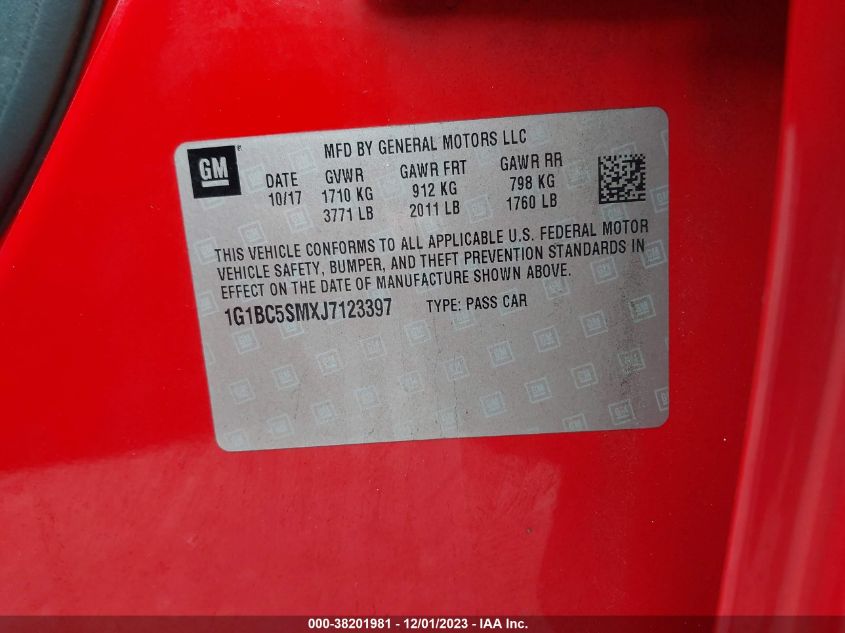 GM ®
MFD BY GENERAL MOTORS LLC
DATE GVWR GAWR FRT GAWR RR
10/17 1710 KG 912 KG 798 KG
3771 LB 2011 LB 1760 LB
THIS VEHICLE CONFORMS TO ALL APPLICABLE U.S. FEDERAL MOTOR
VEHICLE SAFETY, BUMPER, AND THEFT PREVENTION STANDARDS IN
EFFECT ON THE DATE OF MANUFACTURE SHOWN ABOVE.
1G1BC5SMXJ7123397 TYPE: PASS CAR
000-38201981 - 12/01/2023 - IAA Inc.